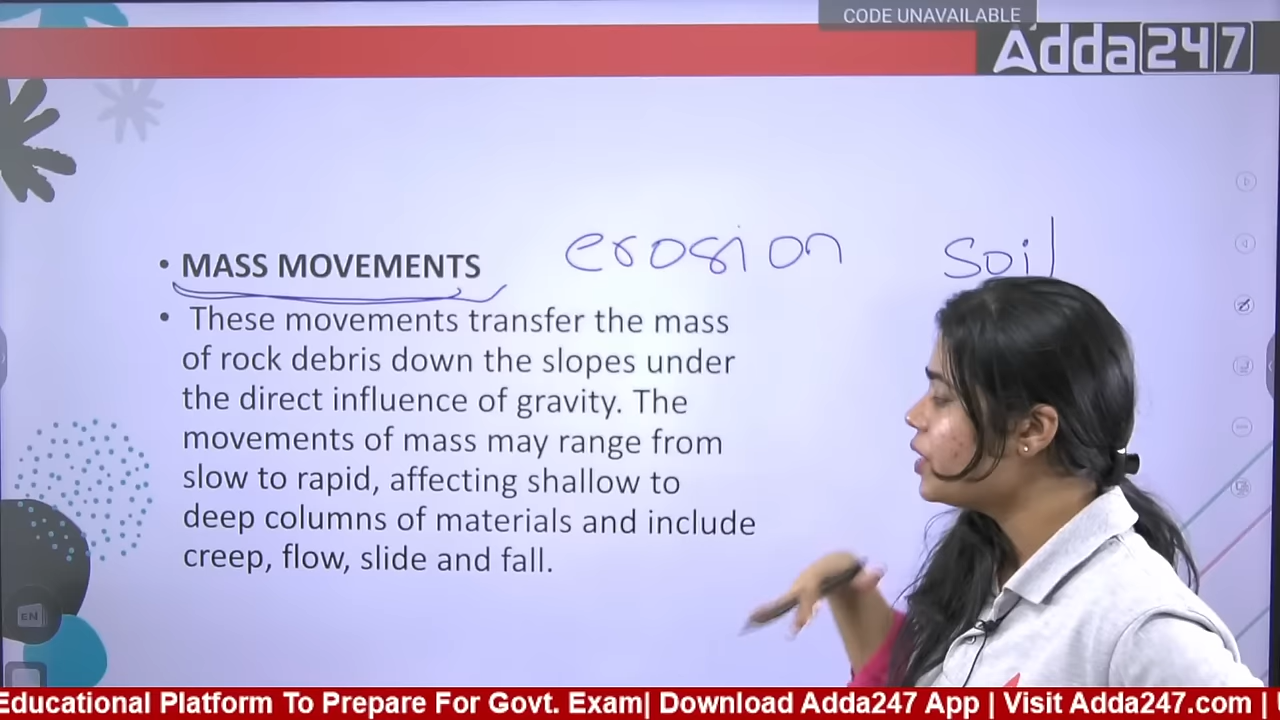 CODE UNAVAILABLE
Adda247
erosion soil
• MASS MOVEMENTS
• These movements transfer the mass
of rock debris down the slopes under
the direct influence of gravity. The
movements of mass may range from
slow to rapid, affecting shallow to
deep columns of materials and include
creep, flow, slide and fall.
EN
Educational Platform To Prepare For Govt. Exam| Download Adda247 App | Visit Adda247.com |